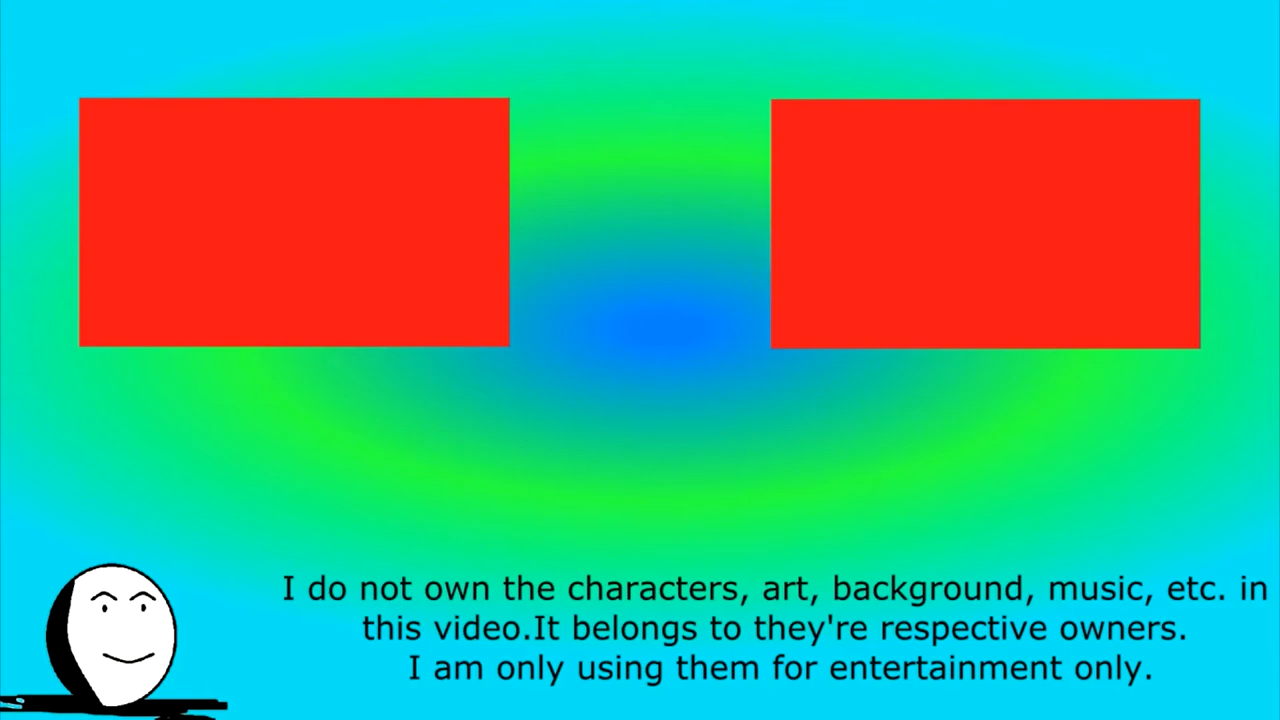 I do not own the characters, art, background, music, etc. in
this video.It belongs to they're respective owners.
I am only using them for entertainment only.